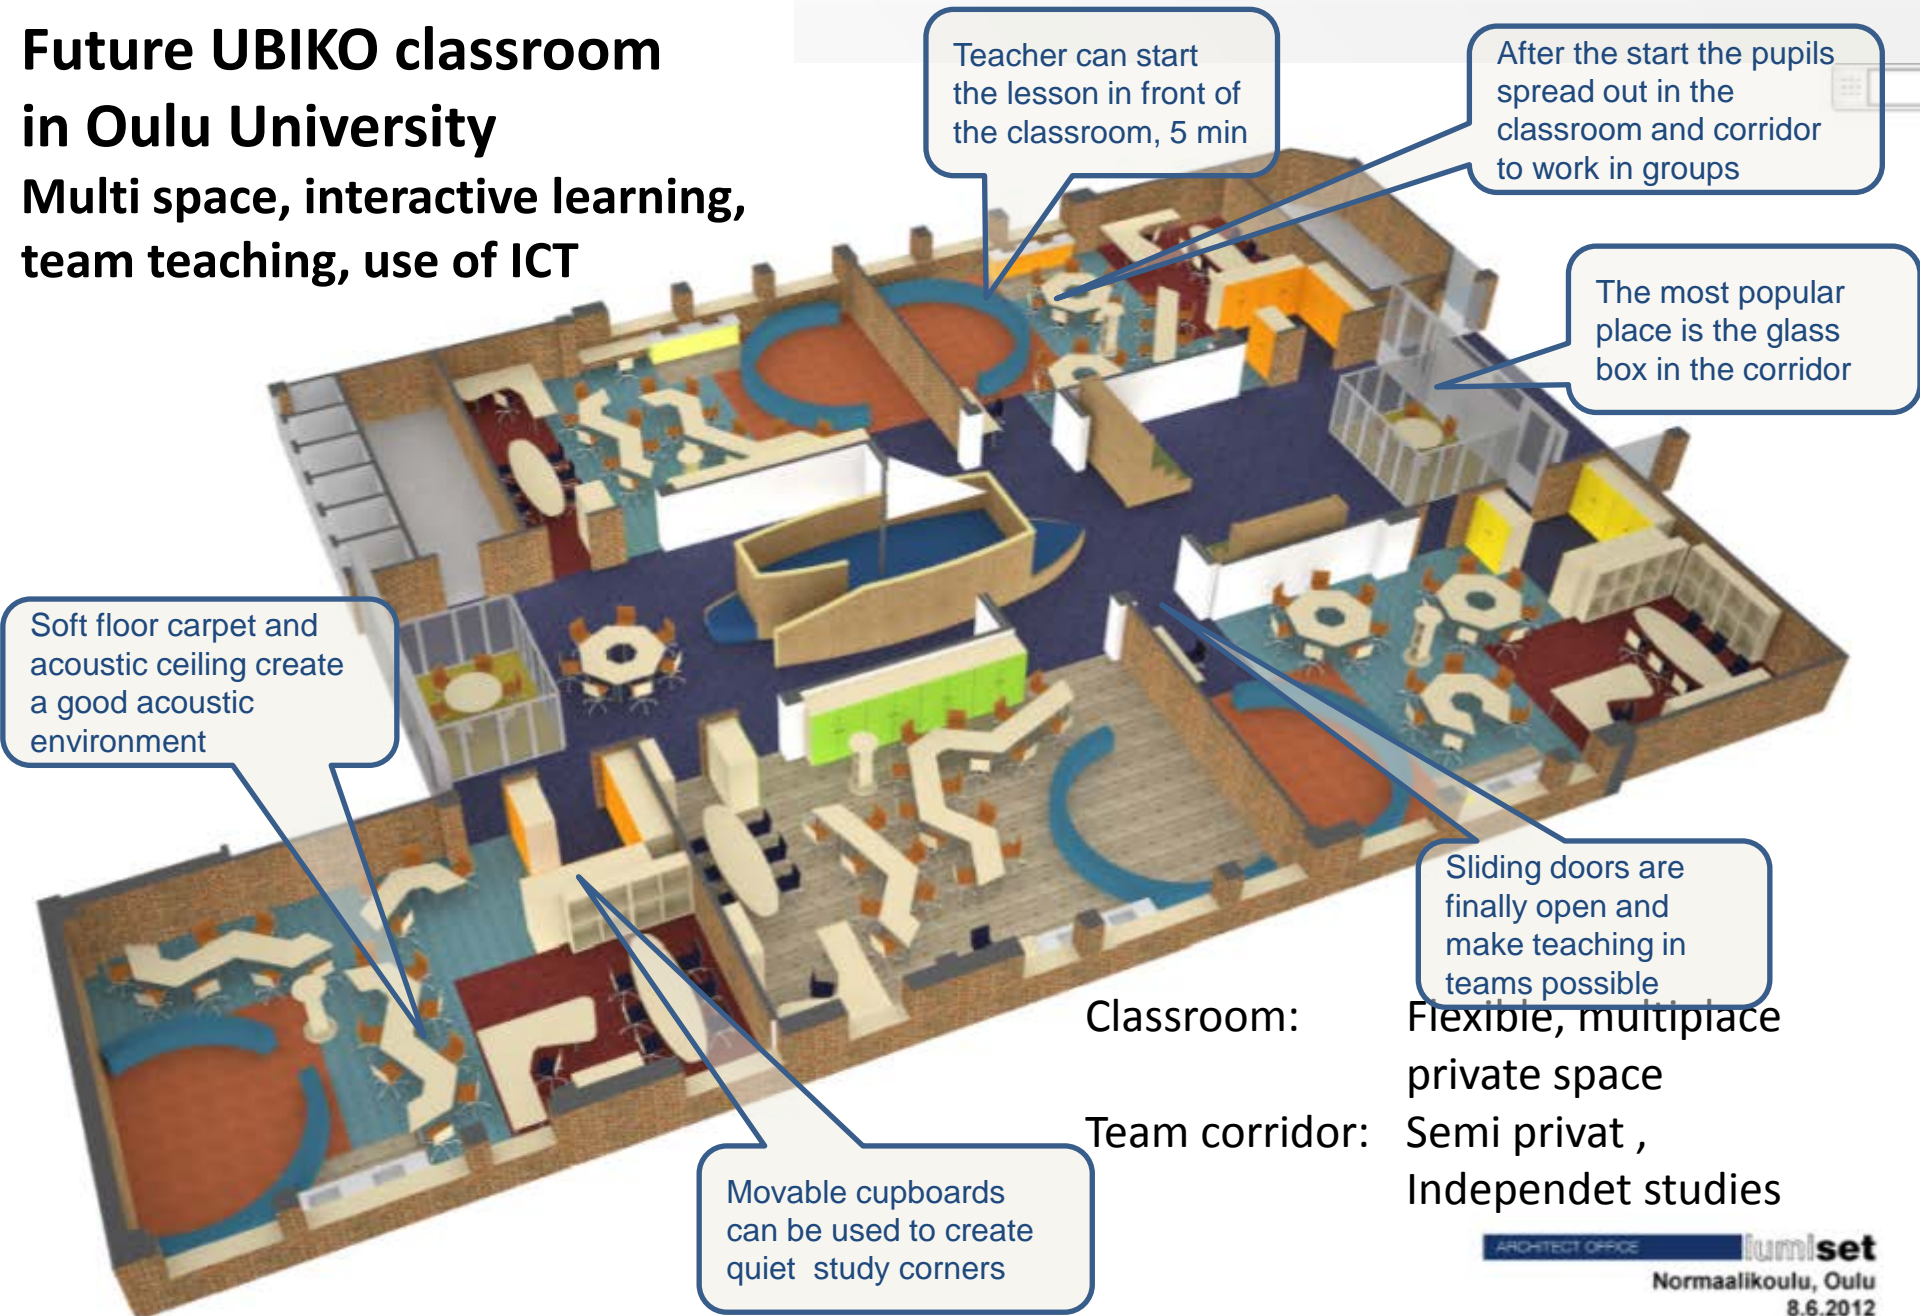 Future UBIKO classroom
in Oulu University
Multi space, interactive learning,
team teaching, use of ICT
Teacher can start
the lesson in front of
the classroom, 5 min
After the start the pupils
spread out in the
classroom and corridor
to work in groups
The most popular
place is the glass
box in the corridor
Soft floor carpet and
acoustic ceiling create
a good acoustic
environment
Sliding doors are
finally open and
make teaching in
teams possible
Movable cupboards
can be used to create
quiet  study corners
Classroom: Flexible, multiplace
private space
Team corridor: Semi privat ,
Independet studies
ARCHITECT OFFICE lumiset
Normaalikoulu, Oulu
8.6.2012